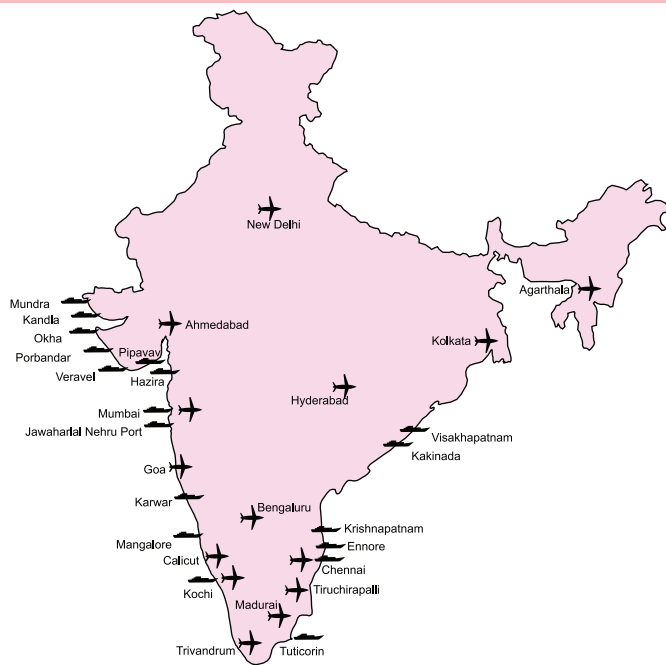 New Delhi
Agarthala
Mundra
Kandla
Ahmedabad
Okha
Kolkata
Porbandar
Pipavav
Veravel
Hazira
Hyderabad
Mumbai
Jawaharlal Nehru Port
Visakhapatnam
Kakinada
Goa
Karwar
Bengaluru
Krishnapatnam
Mangalore
Ennore
Calicut
Chennai
Kochi
Tiruchirapalli
Madurai
Trivandrum
Tuticorin